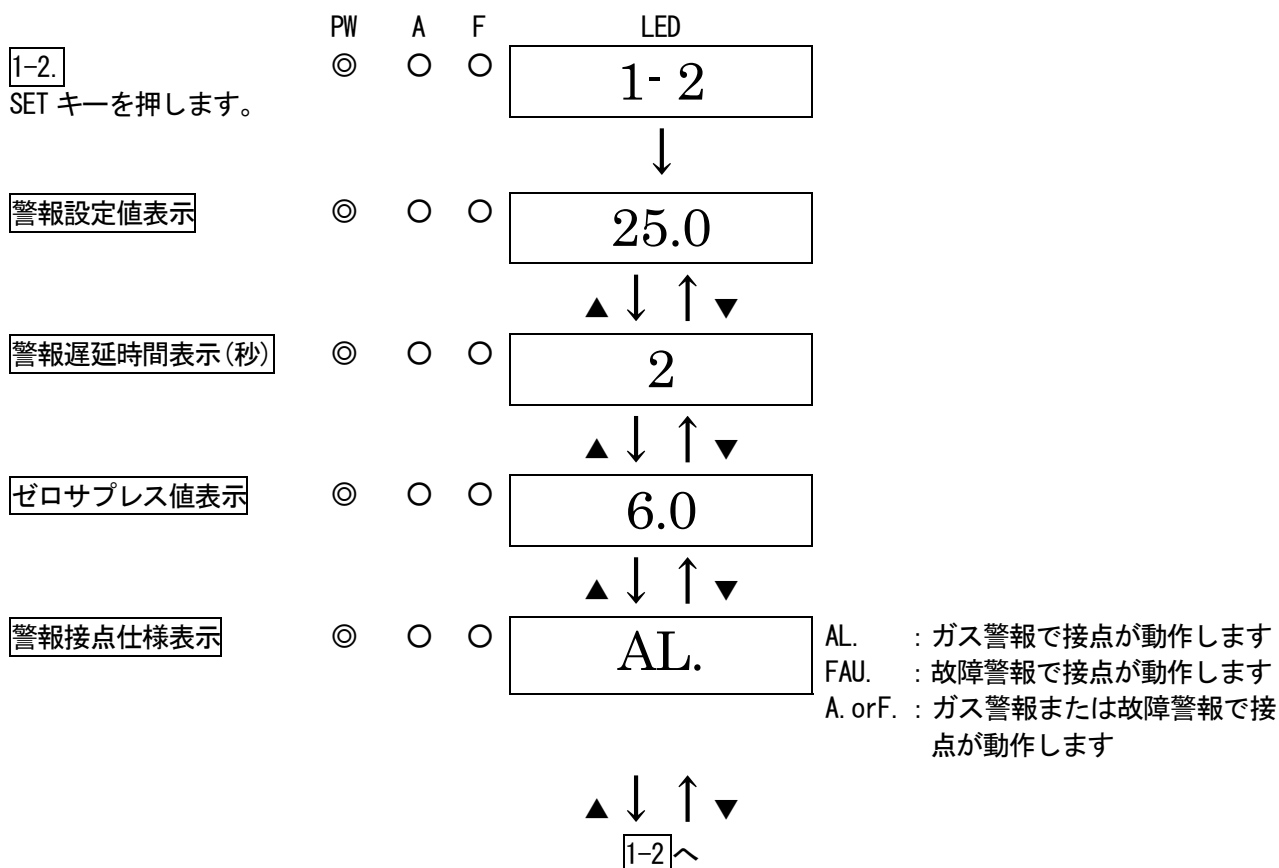 PW A F LED
1-2. ◎ ○ ○ 1- 2
SET キーを押します。
↓
警報設定値表示 ◎ ○ ○ 25.0
▲ ↓ ↑ ▼
警報遅延時間表示(秒) ◎ ○ ○ 2
▲ ↓ ↑ ▼
ゼロサプレス値表示 ◎ ○ ○ 6.0
▲ ↓ ↑ ▼
警報接点仕様表示 ◎ ○ ○ AL. AL. :ガス警報で接点が動作します
FAU. :故障警報で接点が動作します
A.orF. :ガス警報または故障警報で接
点が動作します
▲ ↓ ↑ ▼
1-2 へ